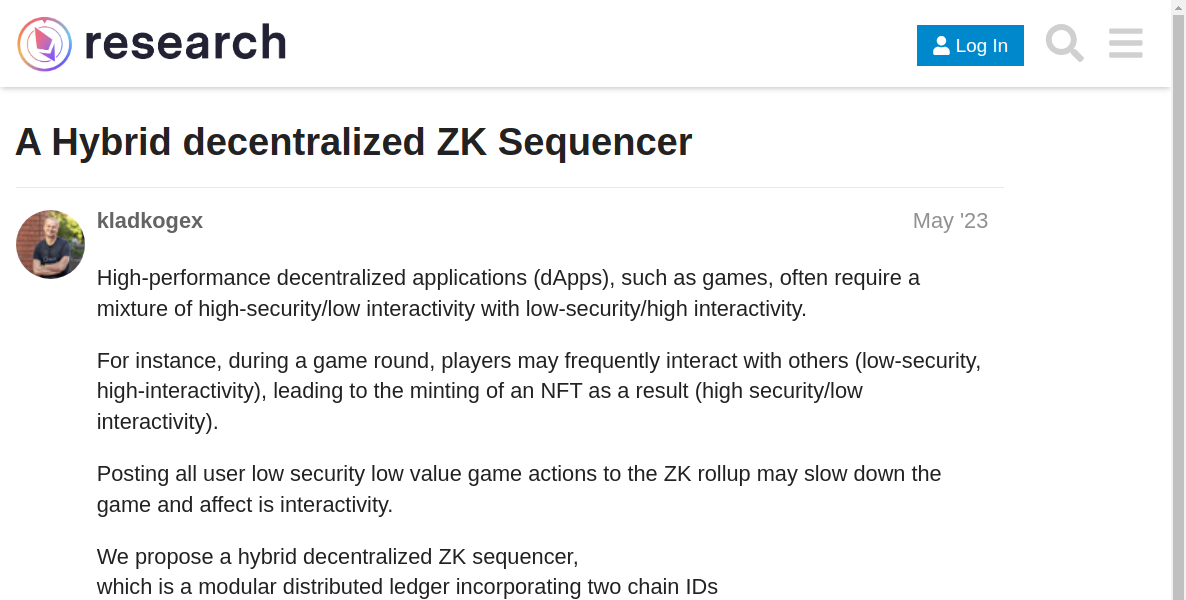 research
Log In
A Hybrid decentralized ZK Sequencer
kladkogex
May '23
High-performance decentralized applications (dApps), such as games, often require a
mixture of high-security/low interactivity with low-security/high interactivity.
For instance, during a game round, players may frequently interact with others (low-security,
high-interactivity), leading to the minting of an NFT as a result (high security/low
interactivity).
Posting all user low security low value game actions to the ZK rollup may slow down the
game and affect is interactivity.
We propose a hybrid decentralized ZK sequencer,
which is a modular distributed ledger incorporating two chain IDs